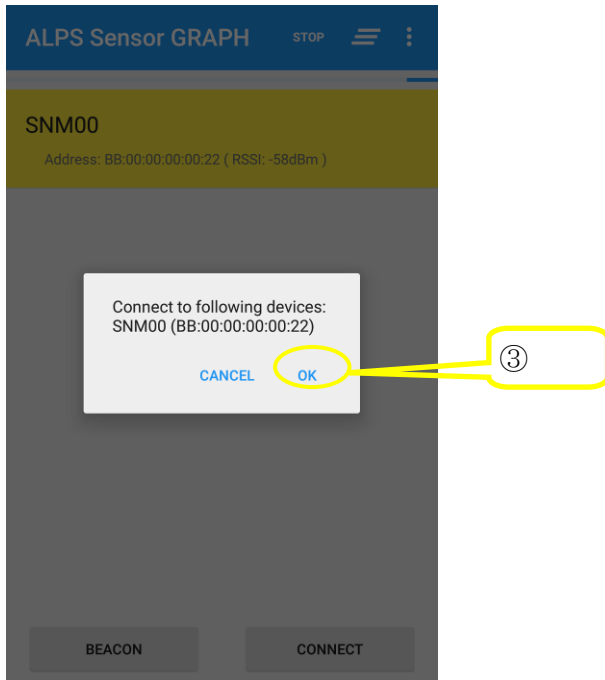 ALPS Sensor GRAPH STOP
SNM00
Address: BB:00:00:00:00:22 ( RSSI: -58dBm )
Connect to following devices:
SNM00 (BB:00:00:00:00:22)
CANCEL OK
③
BEACON CONNECT